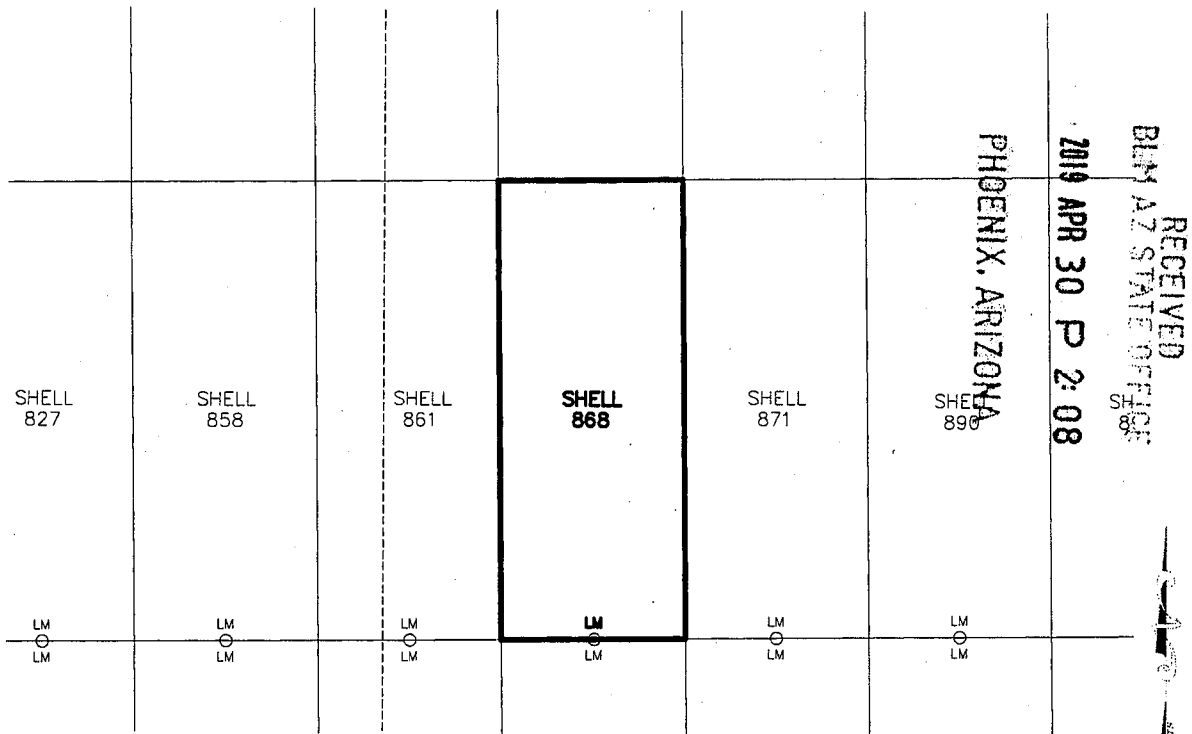 RECEIVED
BLM AZ STATE OFFICE
2019 APR 30 P 2:08
PHOENIX, ARIZONA
SHELL
827
SHELL
858
SHELL
861
SHELL
868
SHELL
871
SHELL
890
SH
LM
LM
LM
LM
LM
LM
LM
LM
LM
LM
LM
LM